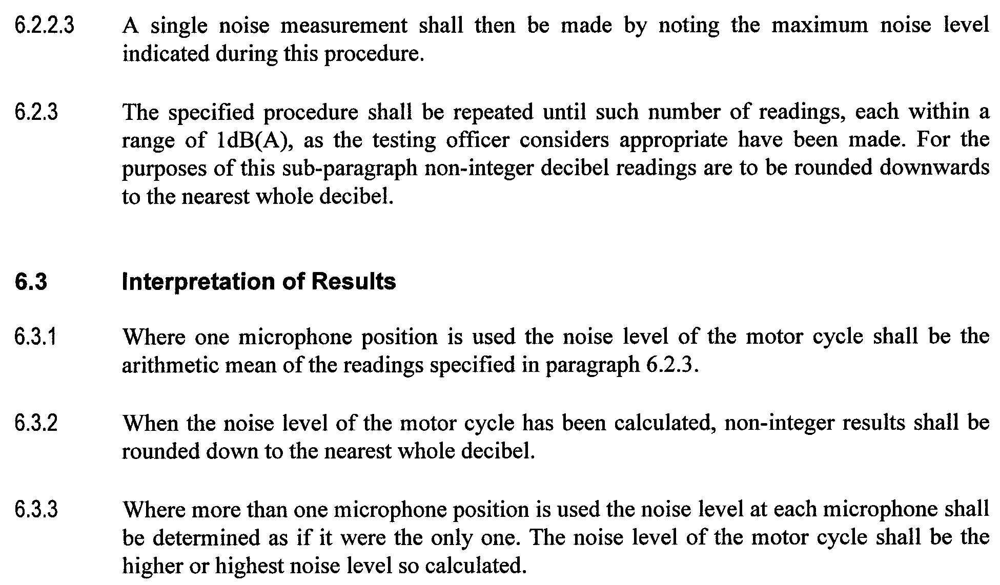 6.2.2.3 A single noise measurement shall then be made by noting the maximum noise level
indicated during this procedure.
6.2.3 The specified procedure shall be repeated until such number of readings, each within a
range of 1dB(A), as the testing officer considers appropriate have been made. For the
purposes of this sub-paragraph non-integer decibel readings are to be rounded downwards
to the nearest whole decibel.
6.3 Interpretation of Results
6.3.1 Where one microphone position is used the noise level of the motor cycle shall be the
arithmetic mean of the readings specified in paragraph 6.2.3.
6.3.2 When the noise level of the motor cycle has been calculated, non-integer results shall be
rounded down to the nearest whole decibel.
6.3.3 Where more than one microphone position is used the noise level at each microphone shall
be determined as if it were the only one. The noise level of the motor cycle shall be the
higher or highest noise level so calculated.